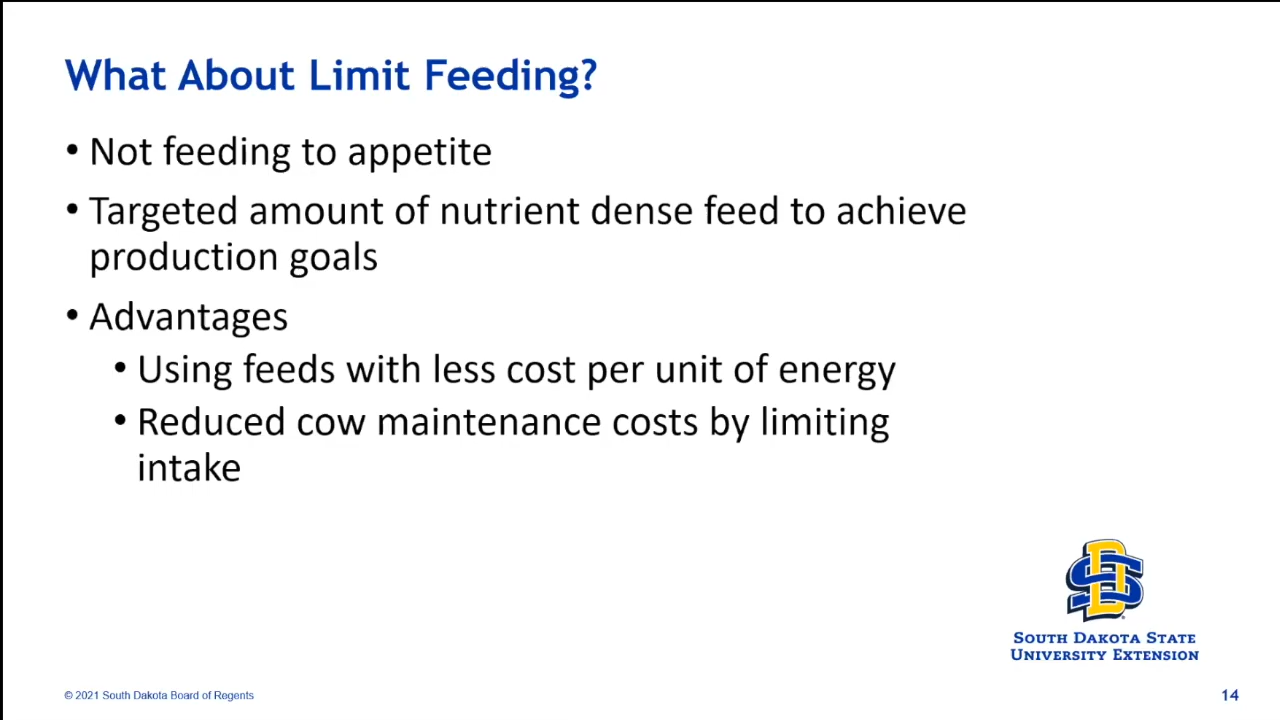 What About Limit Feeding?
• Not feeding to appetite
• Targeted amount of nutrient dense feed to achieve
production goals
• Advantages
• Using feeds with less cost per unit of energy
• Reduced cow maintenance costs by limiting
intake
SD
SOUTH DAKOTA STATE
UNIVERSITY EXTENSION
© 2021 South Dakota Board of Regents
14